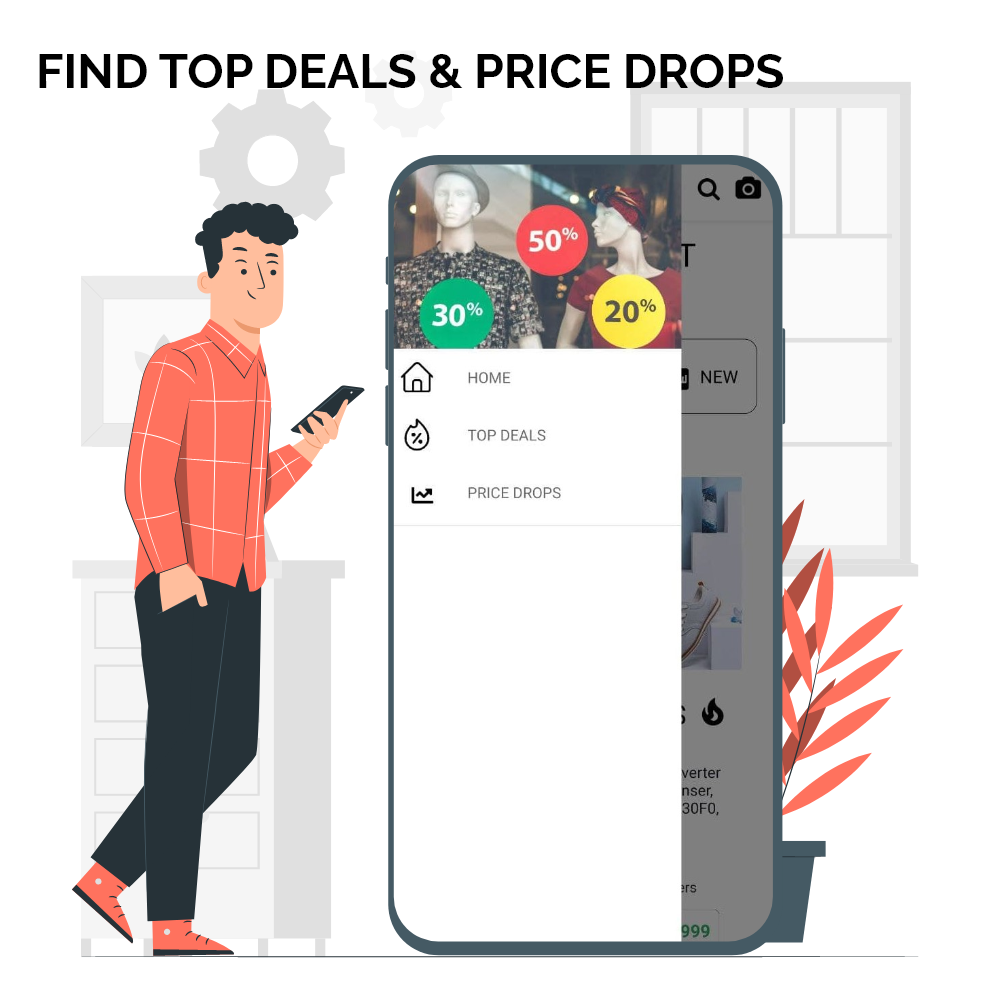 FIND TOP DEALS & PRICE DROPS
50%
30%
20%
T
NEW
HOME
TOP DEALS
PRICE DROPS
verter
nser,
30F0,
ers
999